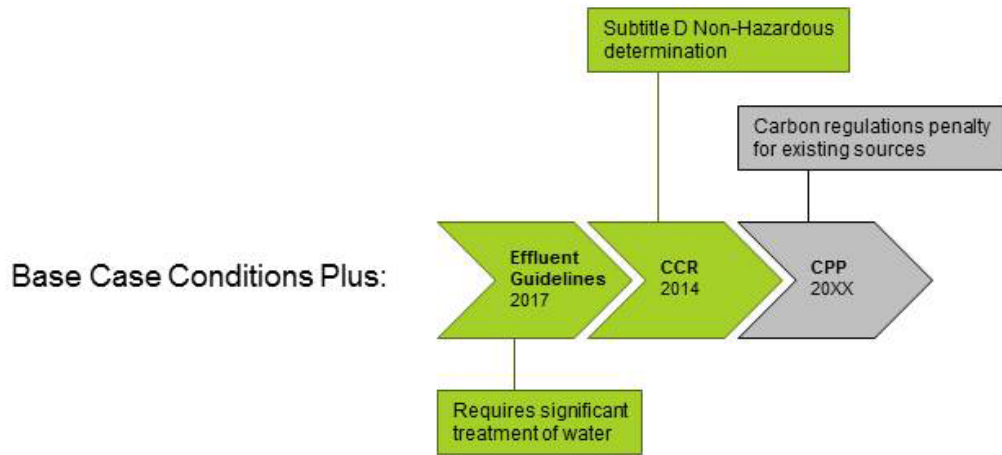 Subtitle D Non-Hazardous
determination
Carbon regulations penalty
for existing sources
Base Case Conditions Plus:
Effluent
Guidelines
2017
CCR
2014
CPP
20XX
Requires significant
treatment of water